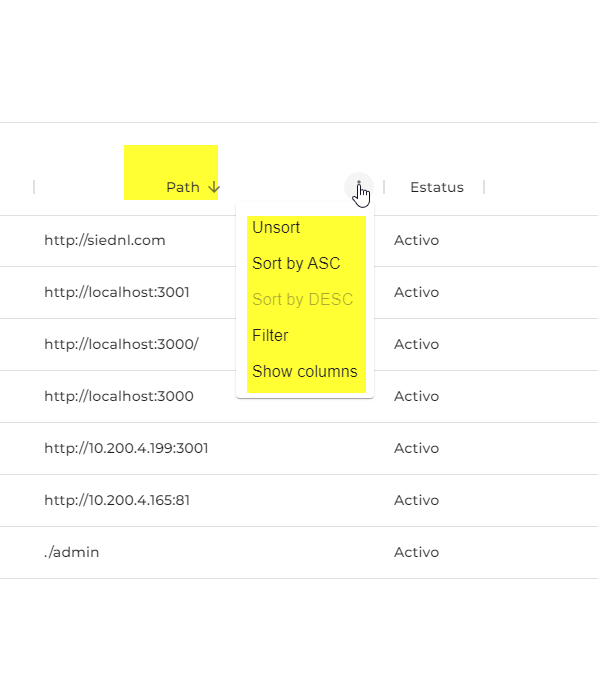 Path
Estatus
Unsort
Sort by ASC
Sort by DESC
Filter
Show columns
http://siednl.com Activo
http://localhost:3001 Activo
http://localhost:3000/ Activo
http://localhost:3000 Activo
http://10.200.4.199:3001 Activo
http://10.200.4.165:81 Activo
./admin Activo